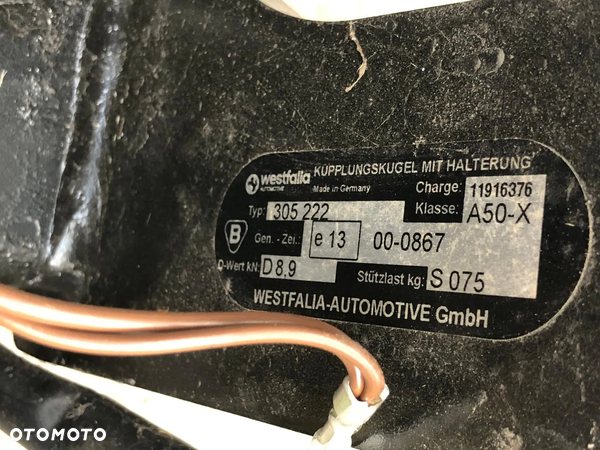 westfalia KUPPLUNGSKUGEL MIT HALTERUNG
AUTOMOTIVE Made in Germany Charge: 11916376
Typ: 305 222 Klasse: A50-X
B Gen. - Zei.: e 13 00-0867
D-Wert kN: D8,9 Stützlast kg: S 075
WESTFALIA-AUTOMOTIVE GmbH
OTOMOTO